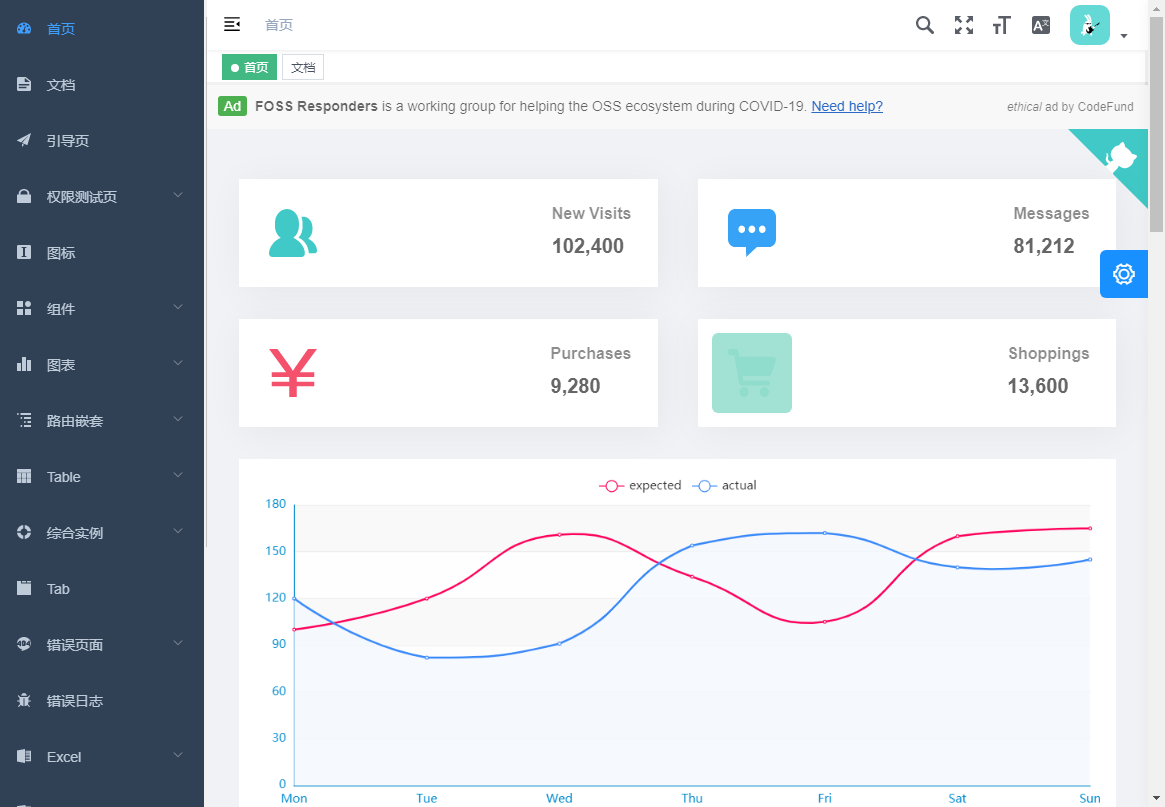 首页
文档
引导页
权限测试页
图标
组件
图表
路由嵌套
Table
综合实例
Tab
404
错误页面
错误日志
Excel
首页
首页
文档
Ad FOSS Responders is a working group for helping the OSS ecosystem during COVID-19. Need help?
ethical ad by CodeFund
New Visits
102,400
Messages
81,212
Purchases
9,280
Shoppings
13,600
expected actual
180
150
120
90
60
30
0
Mon Tue Wed Thu Fri Sat Sun